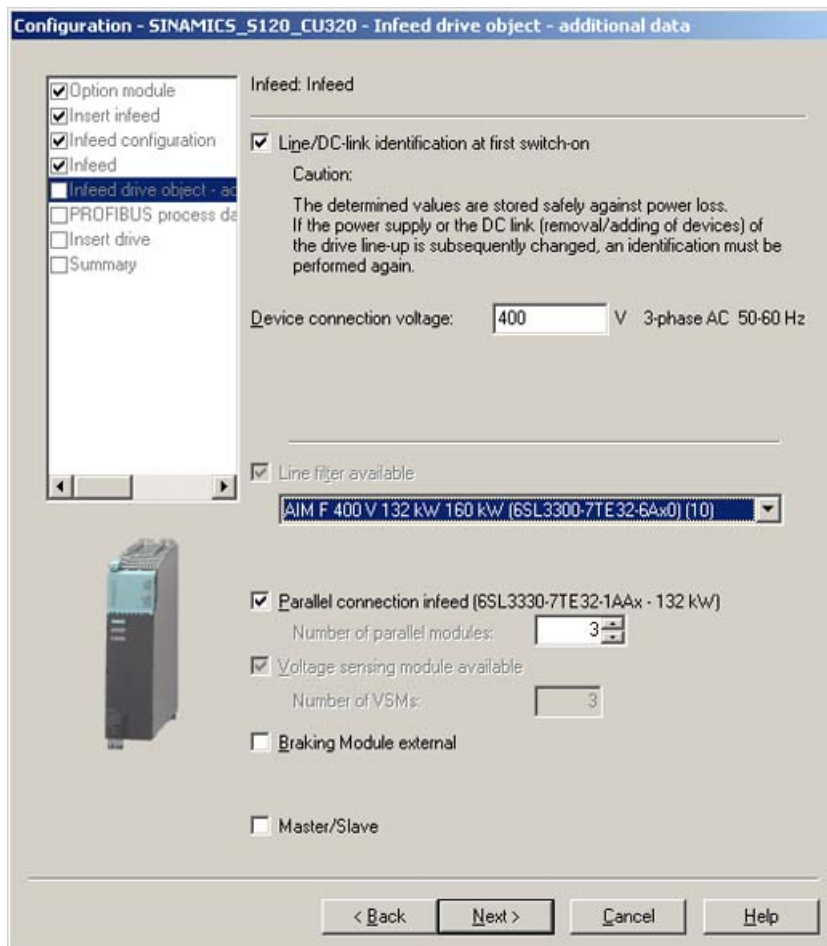 Configuration - SINAMICS_S120_CU320 - Infeed drive object - additional data
Option module
Insert infeed
Infeed configuration
Infeed
Infeed drive object - ad
PROFIBUS process da
Insert drive
Summary
Infeed: Infeed
Line/DC-link identification at first switch-on
Caution:
The determined values are stored safely against power loss.
If the power supply or the DC link (removal/adding of devices) of
the drive line-up is subsequently changed, an identification must be
performed again.
Device connection voltage: 400 V 3-phase AC 50-60 Hz
Line filter available
AIM F 400 V 132 kW 160 kW (6SL3300-7TE32-6Ax0) (10)
Parallel connection infeed (6SL3330-7TE32-1AAx - 132 kW)
Number of parallel modules: 3
Voltage sensing module available
Number of VSMs: 3
Braking Module external
Master/Slave
< Back Next > Cancel Help